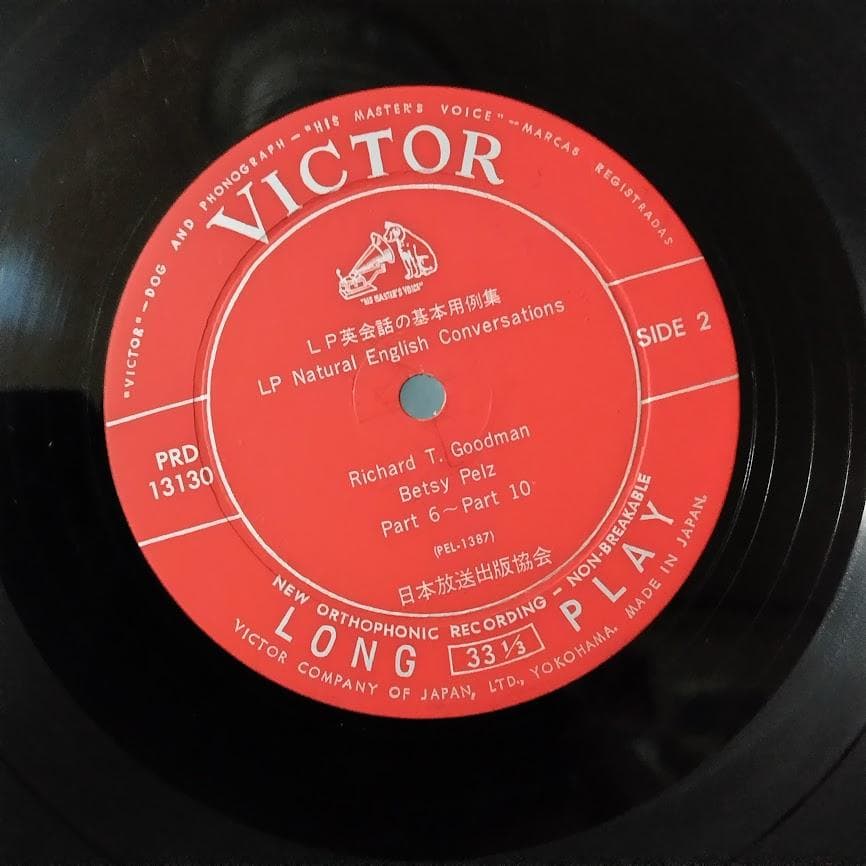 "VICTOR"—DOG AND PHONOGRAPH—"HIS MASTER'S VOICE"—MARCAS REGISTRADAS
VICTOR
"HIS MASTER'S VOICE"
LP英会話の基本用例集
LP Natural English Conversations
SIDE 2
PRD
13130
Richard T. Goodman
Betsy Pelz
Part 6～Part 10
(PEL-1387)
日本放送出版協会
NEW ORTHOPHONIC RECORDING – NON-BREAKABLE
LONG 33 1/3 PLAY
VICTOR COMPANY OF JAPAN, LTD., YOKOHAMA. MADE IN JAPAN.